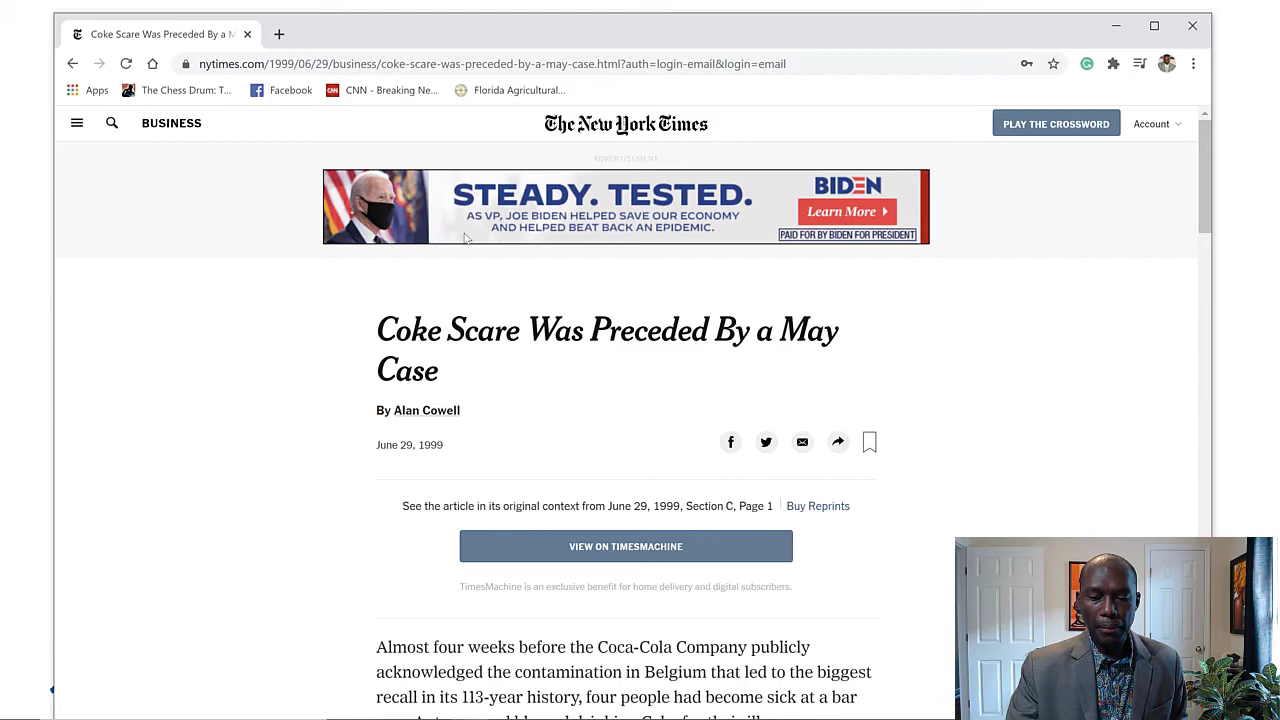 Coke Scare Was Preceded By a M
nytimes.com/1999/06/29/business/coke-scare-was-preceded-by-a-may-case.html?auth=login-email&login=email
Apps The Chess Drum: T... Facebook CNN - Breaking Ne... Florida Agricultural...
BUSINESS The New York Times PLAY THE CROSSWORD Account
ADVERTISEMENT
STEADY. TESTED.
AS VP, JOE BIDEN HELPED SAVE OUR ECONOMY
AND HELPED BEAT BACK AN EPIDEMIC.
BIDEN
Learn More
PAID FOR BY BIDEN FOR PRESIDENT
Coke Scare Was Preceded By a May
Case
By Alan Cowell
June 29, 1999
See the article in its original context from June 29, 1999, Section C, Page 1 Buy Reprints
VIEW ON TIMESMACHINE
TimesMachine is an exclusive benefit for home delivery and digital subscribers.
Almost four weeks before the Coca-Cola Company publicly
acknowledged the contamination in Belgium that led to the biggest
recall in its 113-year history, four people had become sick at a bar